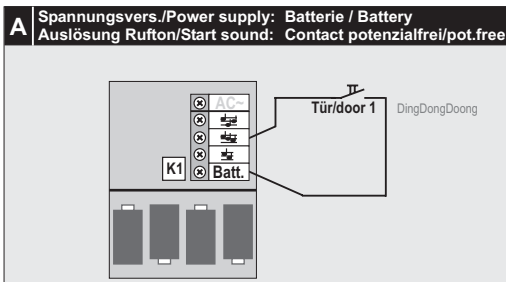 A
Spannungsvers./Power supply: Batterie / Battery
Auslösung Rufton/Start sound: Contact potenzialfrei/pot.free
AC~
Tür/door 1 DingDongDoong
K1
Batt.